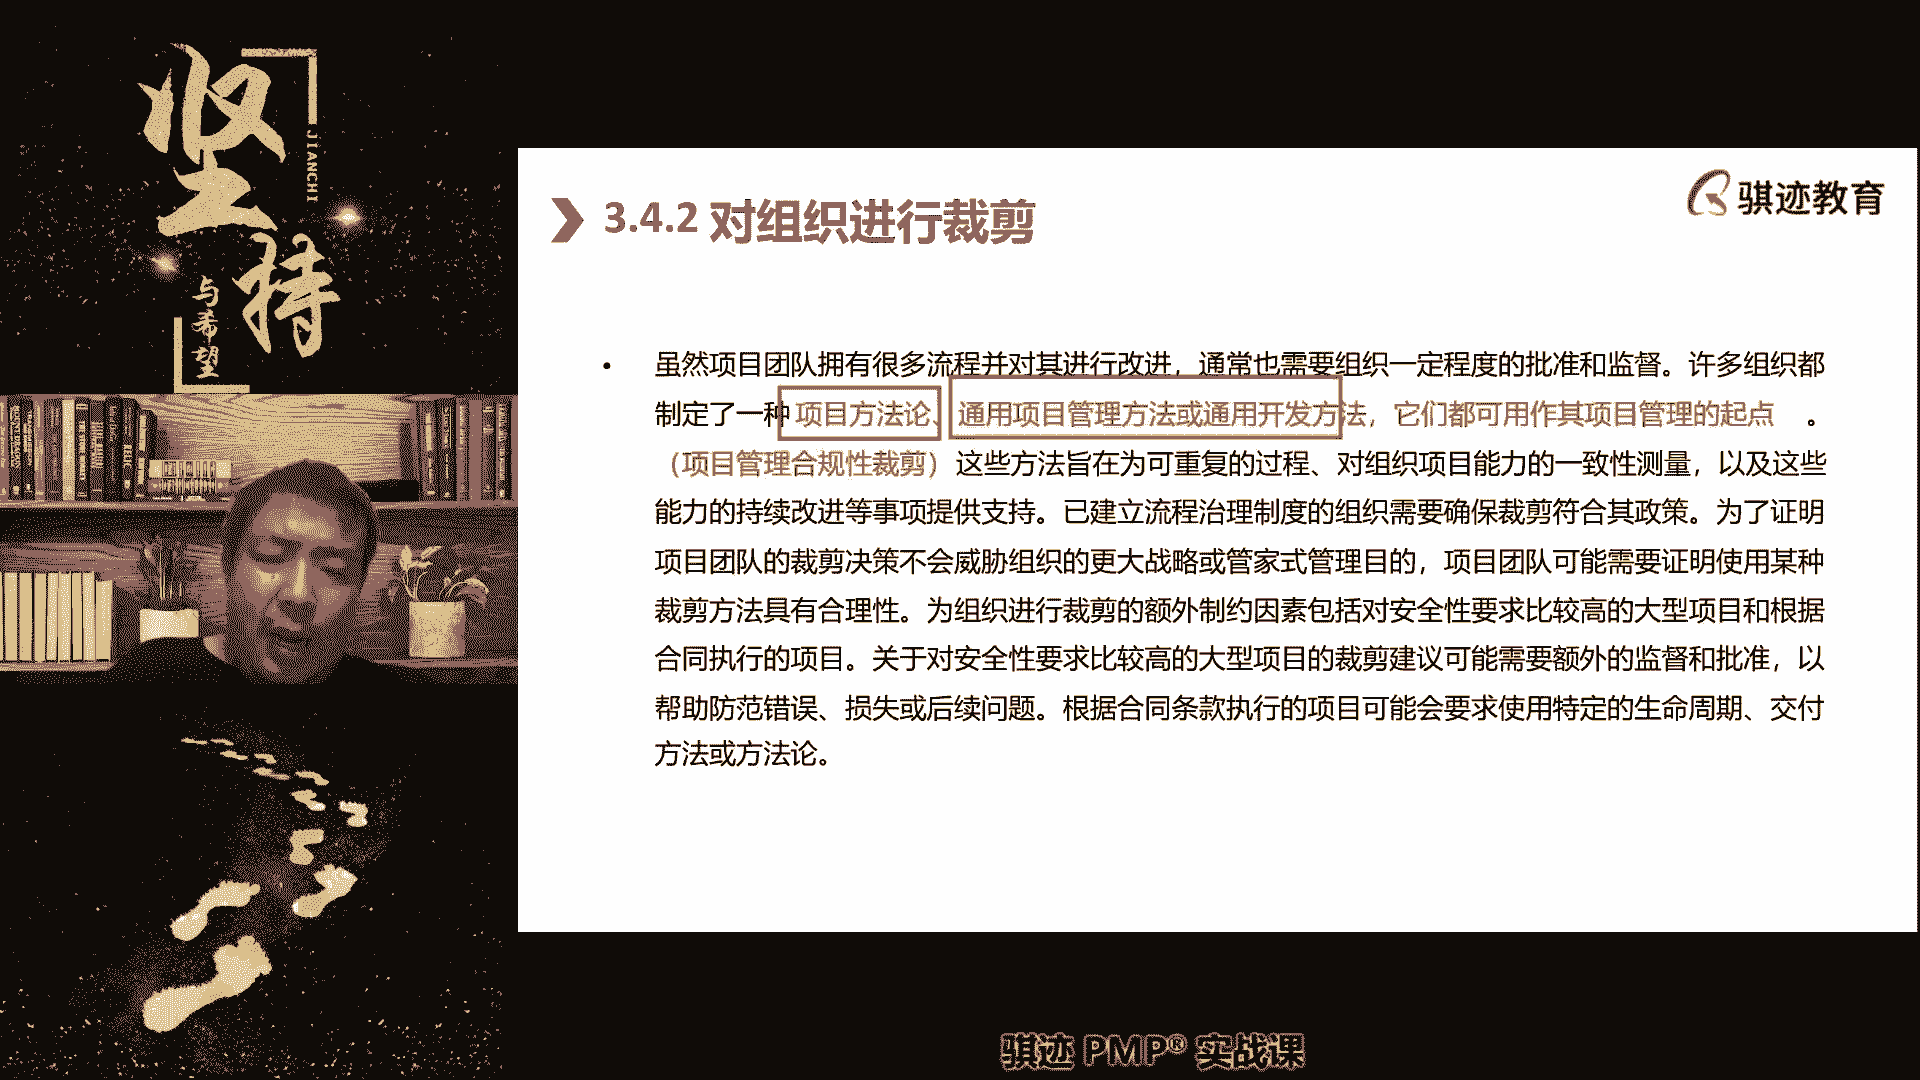 坚持
JIANCHI
与希望
骐迹教育
3.4.2 对组织进行裁剪
• 虽然项目团队拥有很多流程并对其进行改进，通常也需要组织一定程度的批准和监督。许多组织都
制定了一种 项目方法论、通用项目管理方法或通用开发方法，它们都可用作其项目管理的起点 。
（项目管理合规性裁剪）这些方法旨在为可重复的过程、对组织项目能力的一致性测量，以及这些
能力的持续改进等事项提供支持。已建立流程治理制度的组织需要确保裁剪符合其政策。为了证明
项目团队的裁剪决策不会威胁组织的更大战略或管家式管理目的，项目团队可能需要证明使用某种
裁剪方法具有合理性。为组织进行裁剪的额外制约因素包括对安全性要求比较高的大型项目和根据
合同执行的项目。关于对安全性要求比较高的大型项目的裁剪建议可能需要额外的监督和批准，以
帮助防范错误、损失或后续问题。根据合同条款执行的项目可能会要求使用特定的生命周期、交付
方法或方法论。
骐迹 PMP® 实战课